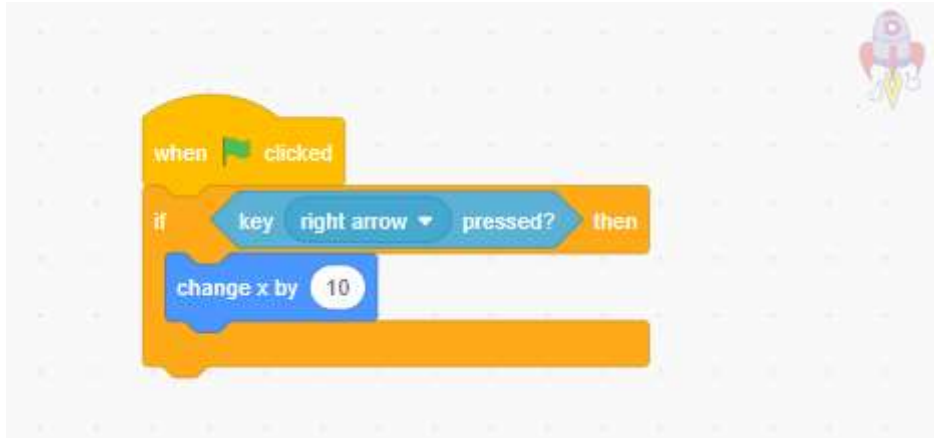 when clicked
if key right arrow pressed? then
change x by 10